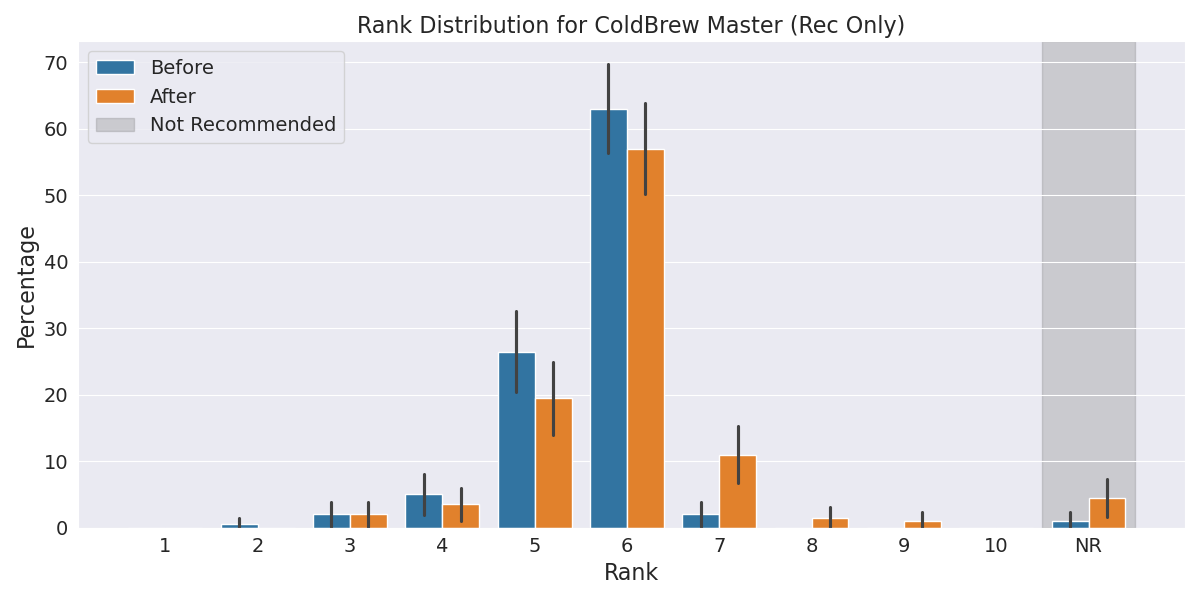 Rank Distribution for ColdBrew Master (Rec Only)
Before
After
Not Recommended
Percentage
70
60
50
40
30
20
10
0
1 2 3 4 5 6 7 8 9 10 NR
Rank